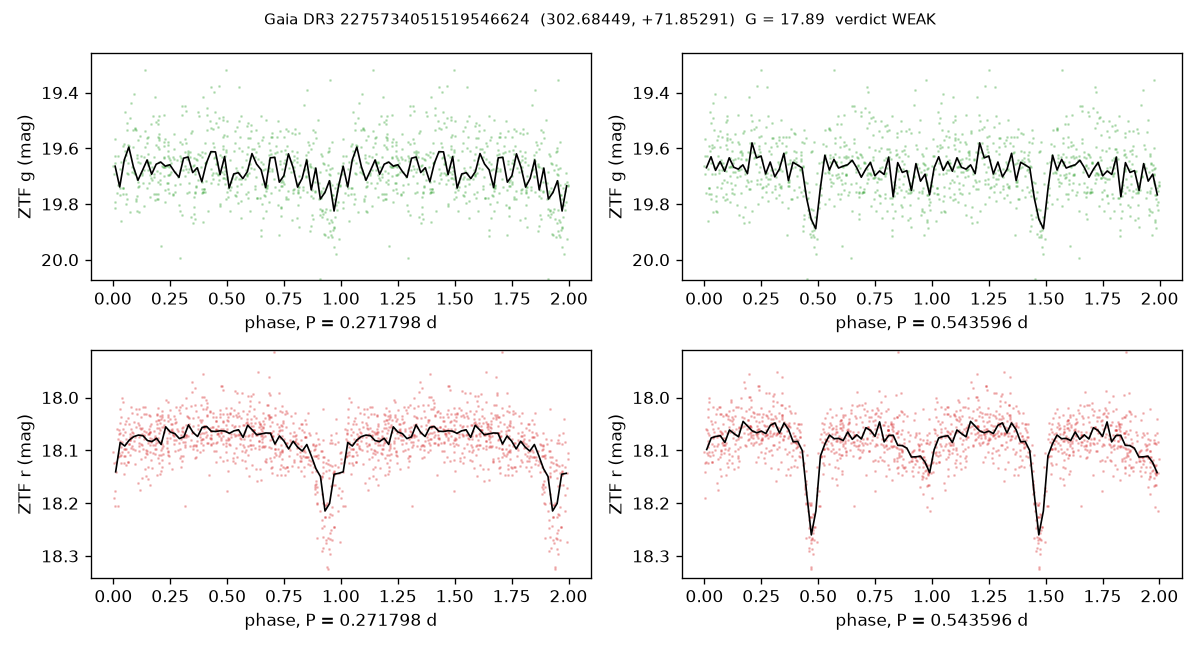 Gaia DR3 2275734051519546624 (302.68449, +71.85291) G = 17.89 verdict WEAK
ZTF g (mag)
19.4
19.6
19.8
20.0
0.00 0.25 0.50 0.75 1.00 1.25 1.50 1.75 2.00
phase, P = 0.271798 d
ZTF g (mag)
19.4
19.6
19.8
20.0
0.00 0.25 0.50 0.75 1.00 1.25 1.50 1.75 2.00
phase, P = 0.543596 d
ZTF r (mag)
18.0
18.1
18.2
18.3
0.00 0.25 0.50 0.75 1.00 1.25 1.50 1.75 2.00
phase, P = 0.271798 d
ZTF r (mag)
18.0
18.1
18.2
18.3
0.00 0.25 0.50 0.75 1.00 1.25 1.50 1.75 2.00
phase, P = 0.543596 d